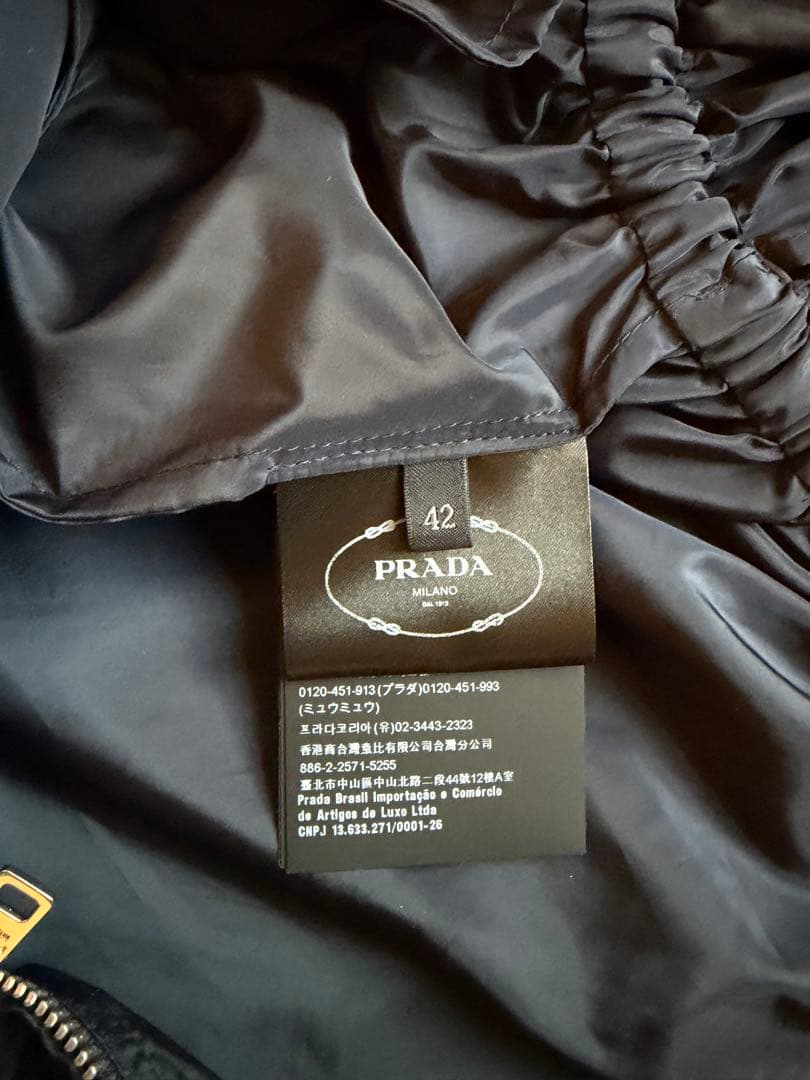 42
PRADA
MILANO
DAL 1913
0120-451-913(プラダ)0120-451-993
(ミュウミュウ)
프라다코리아 (유)02-3443-2323
香港商台灣壹比有限公司台灣分公司
886-2-2571-5255
臺北市中山區中山北路二段44號12樓A室
Prada Brasil Importação e Comércio
de Artigos de Luxo Ltda
CNPJ 13.633.271/0001-26